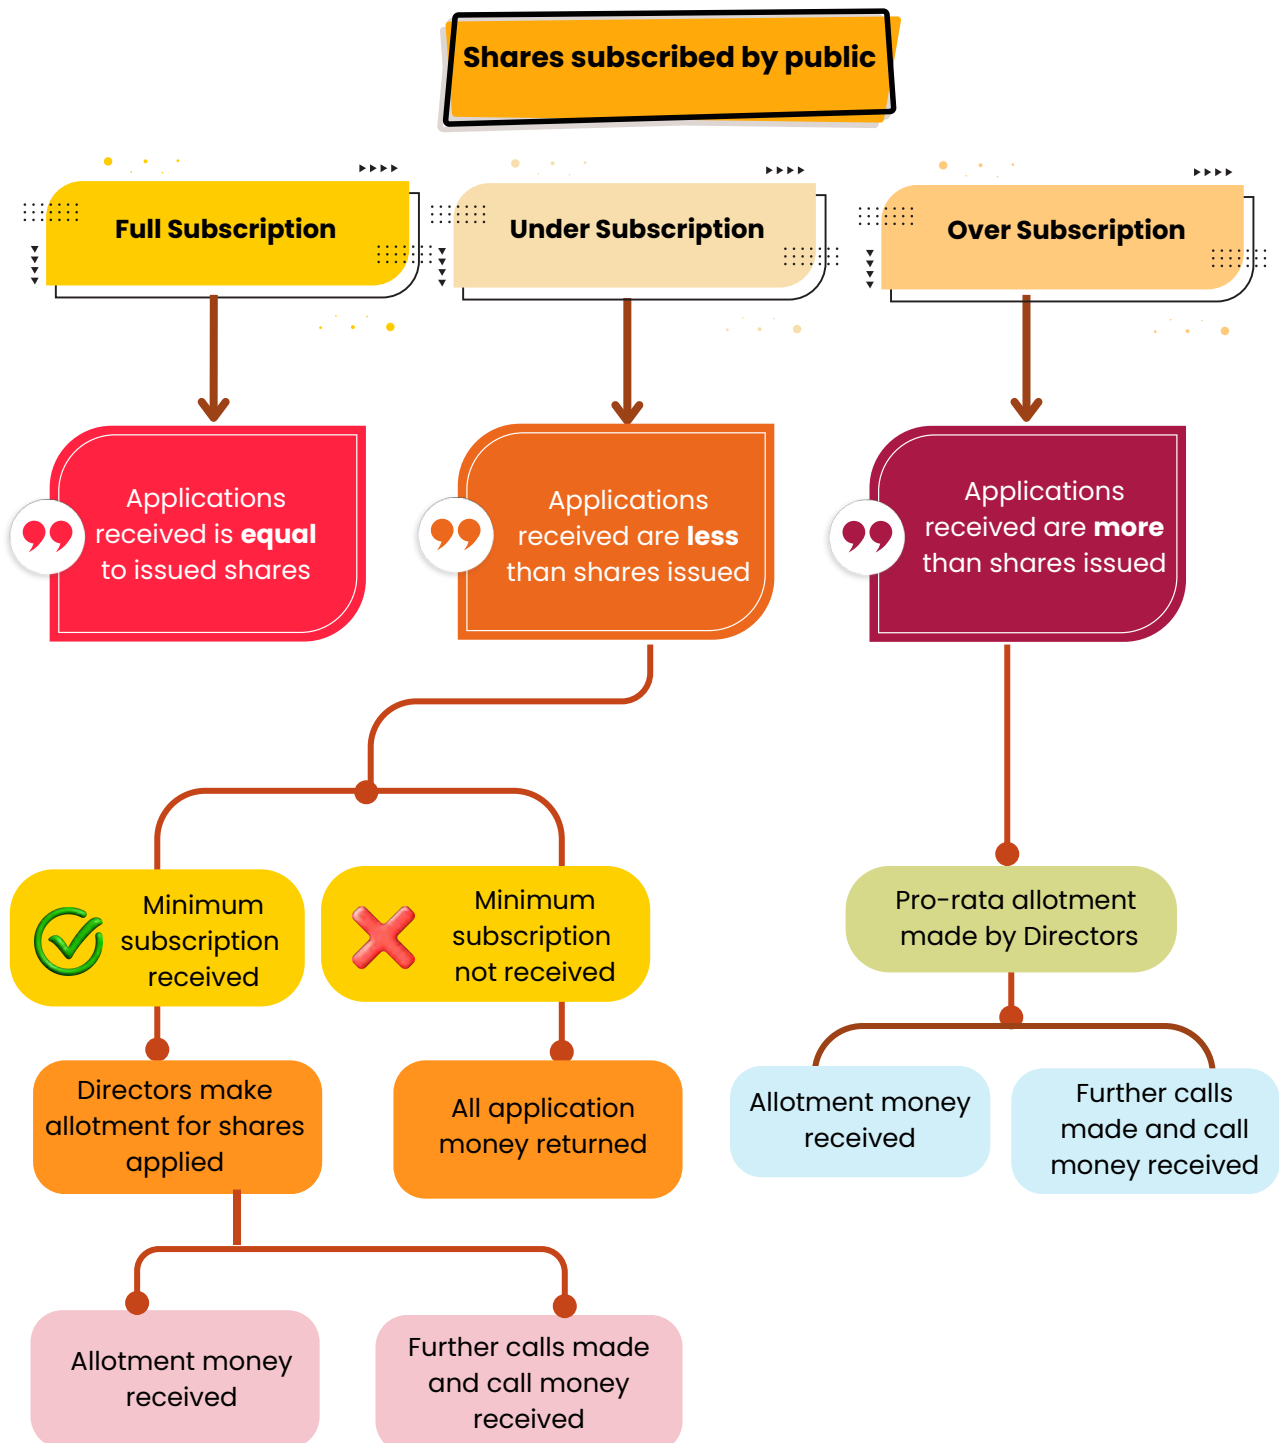 Shares subscribed by public
Full Subscription
Under Subscription
Over Subscription
Applications
received is equal
to issued shares
Applications
received are less
than shares issued
Applications
received are more
than shares issued
Minimum
subscription
received
Minimum
subscription
not received
Pro-rata allotment
made by Directors
Directors make
allotment for shares
applied
All application
money returned
Allotment money
received
Further calls
made and call
money received
Allotment money
received
Further calls made
and call money
received